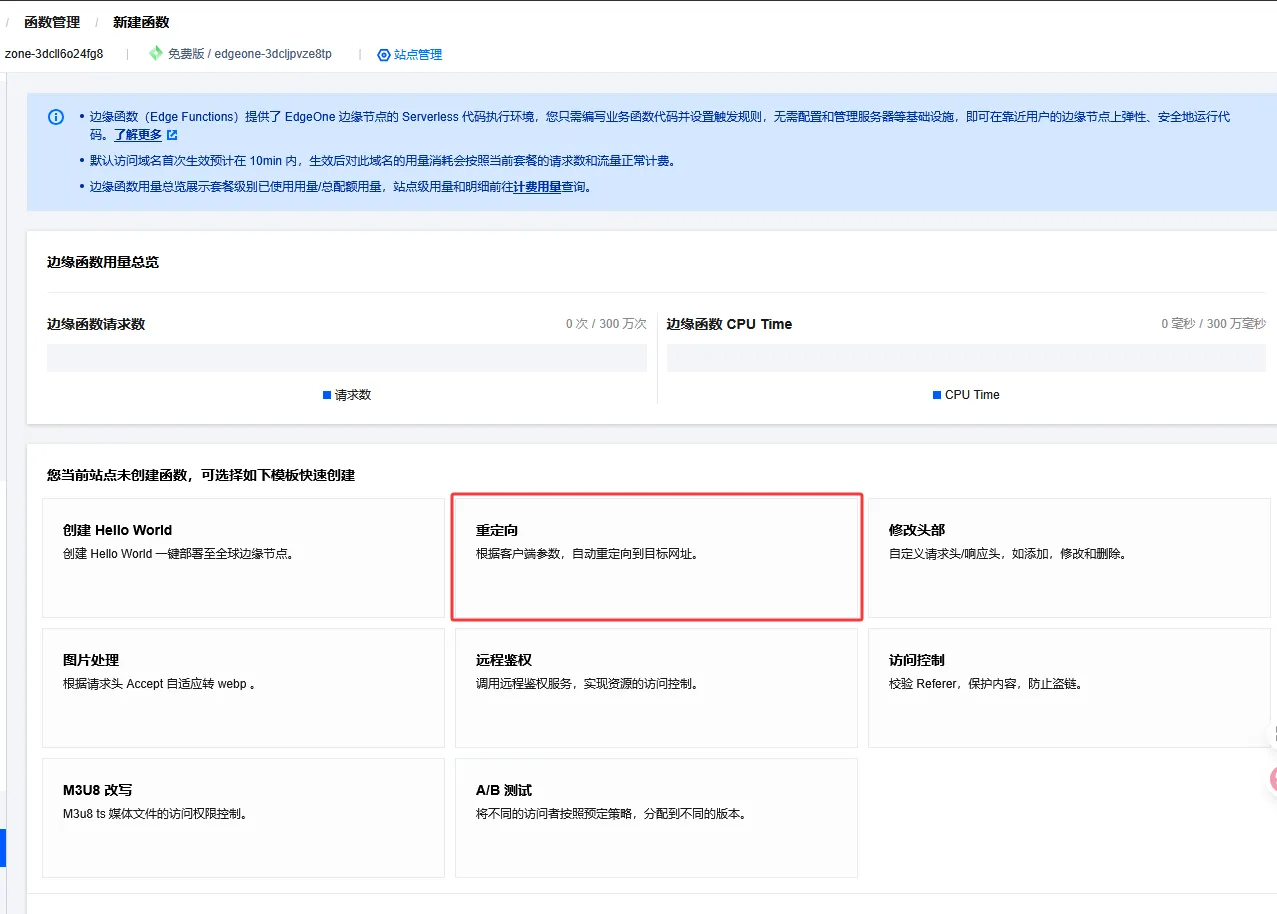 / 函数管理 / 新建函数
zone-3dcll6o24fg8 | 免费版 / edgeone-3dcljpvze8tp | 站点管理
• 边缘函数（Edge Functions）提供了 EdgeOne 边缘节点的 Serverless 代码执行环境，您只需编写业务函数代码并设置触发规则，无需配置和管理服务器等基础设施，即可在靠近用户的边缘节点上弹性、安全地运行代
码。了解更多
• 默认访问域名首次生效预计在 10min 内，生效后对此域名的用量消耗会按照当前套餐的请求数和流量正常计费。
• 边缘函数用量总览展示套餐级别已使用用量/总配额用量，站点级用量和明细前往计费用量查询。
边缘函数用量总览
边缘函数请求数 0 次 / 300 万次
请求数
边缘函数 CPU Time 0 毫秒 / 300 万毫秒
CPU Time
您当前站点未创建函数，可选择如下模板快速创建
创建 Hello World
创建 Hello World 一键部署至全球边缘节点。
重定向
根据客户端参数，自动重定向到目标网址。
修改头部
自定义请求头/响应头，如添加，修改和删除。
图片处理
根据请求头 Accept 自适应转 webp 。
远程鉴权
调用远程鉴权服务，实现资源的访问控制。
访问控制
校验 Referer，保护内容，防止盗链。
M3U8 改写
M3u8 ts 媒体文件的访问权限控制。
A/B 测试
将不同的访问者按照预定策略，分配到不同的版本。